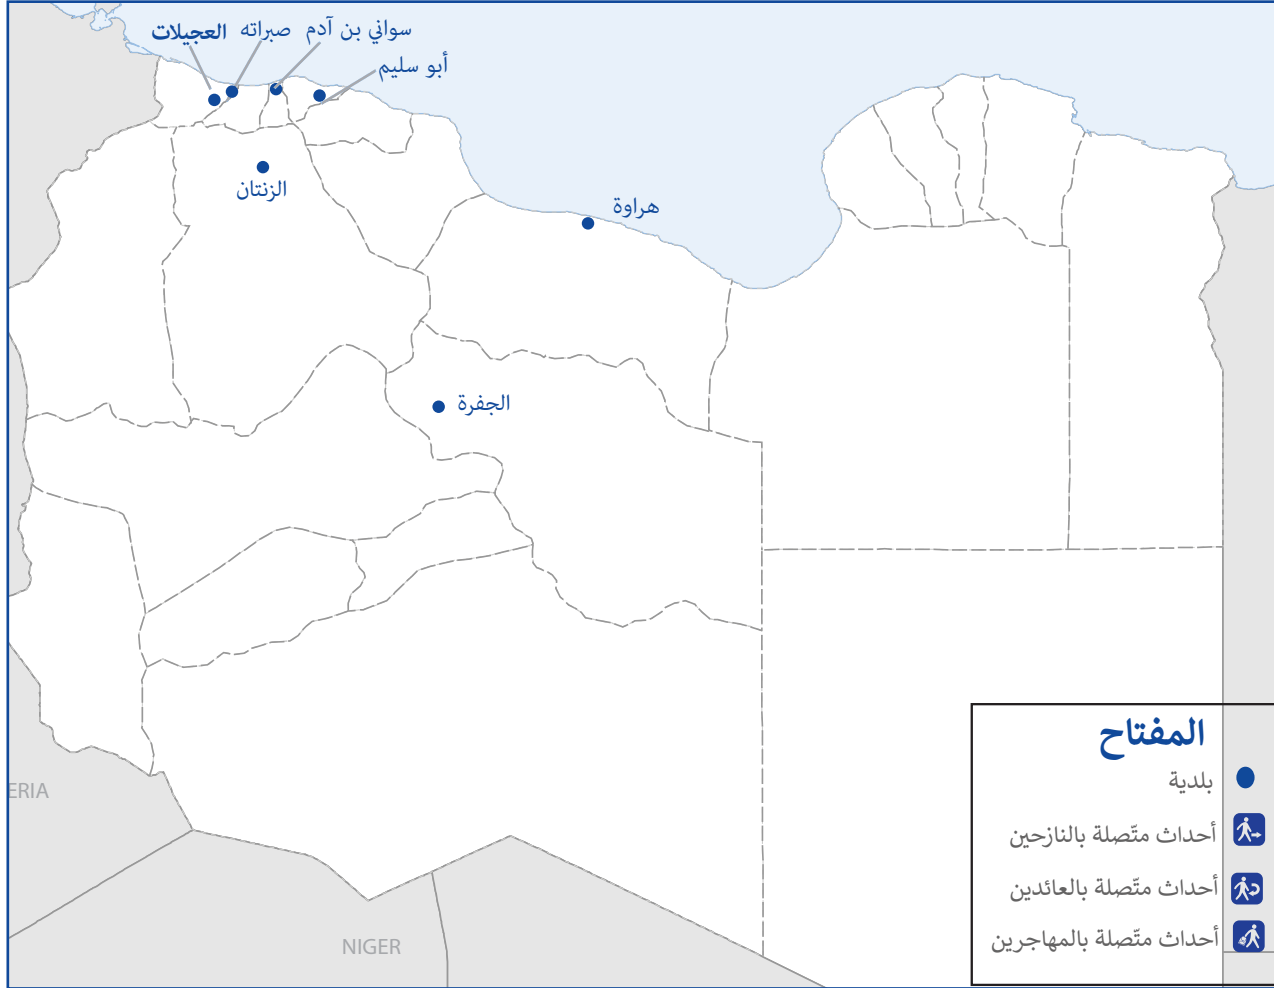 العجيلات
صبراته
سواني بن آدم
أبو سليم
الزنتان
هراوة
الجفرة
المفتاح
بلدية
أحداث متّصلة بالنازحين
أحداث متّصلة بالعائدين
أحداث متّصلة بالمهاجرين
ERIA
NIGER